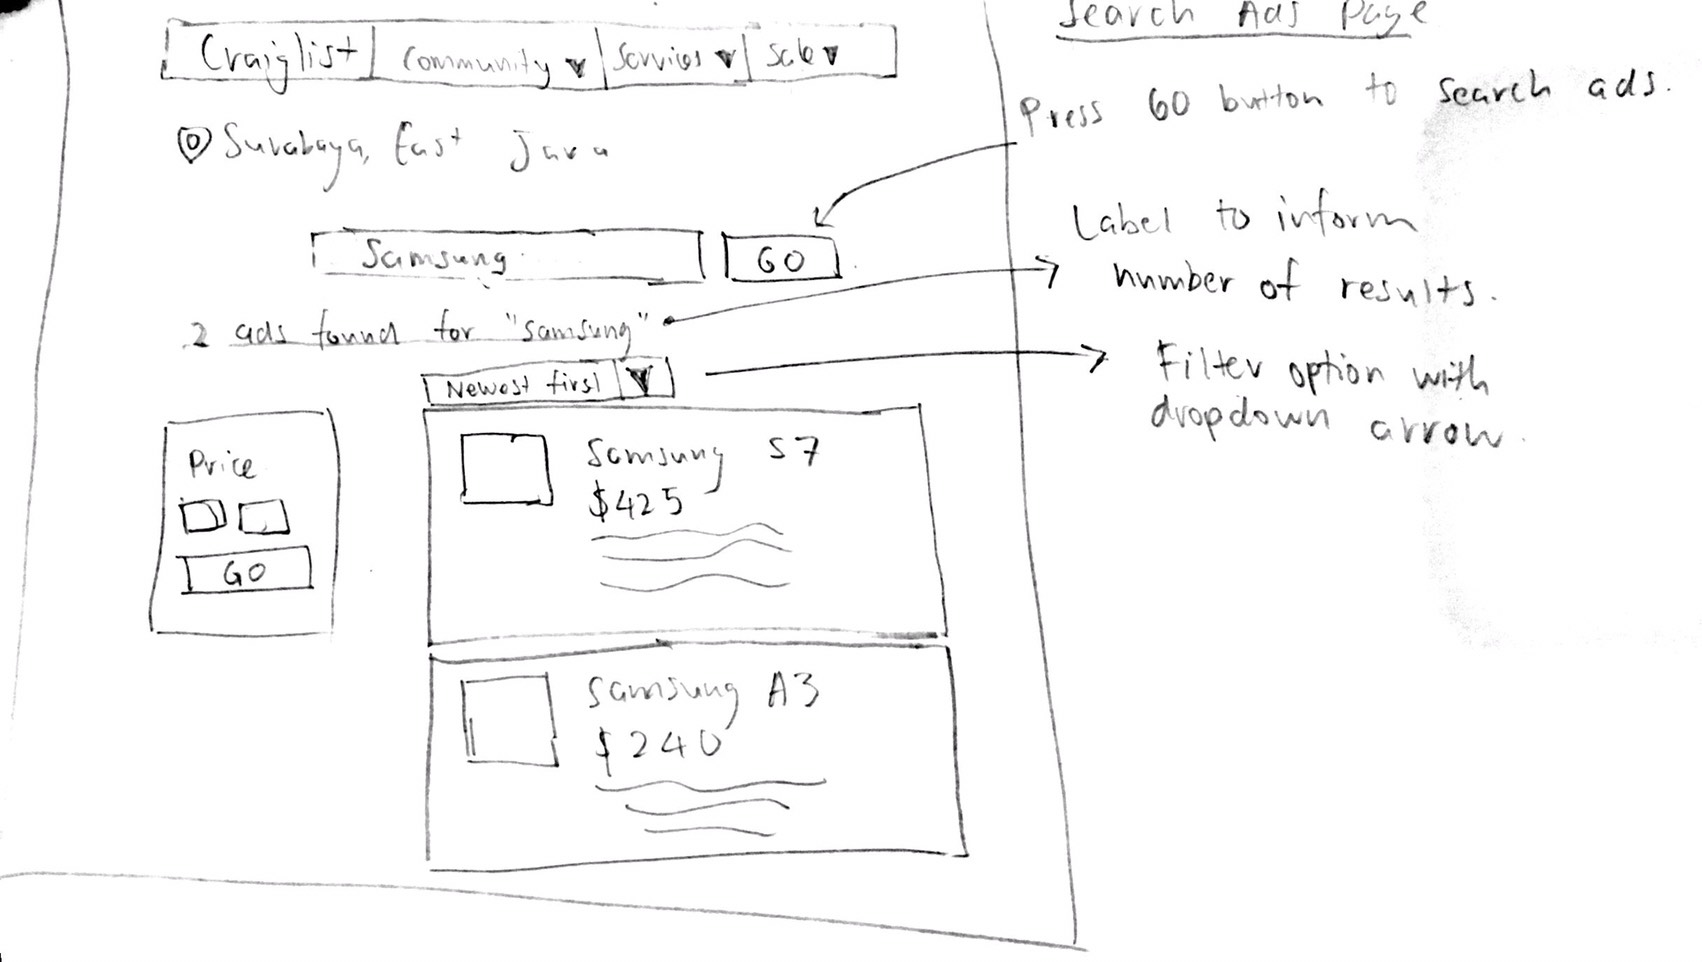 Search Ads Page
Craiglist Community Services Sale
Surabaya, East Java
Press GO button to search ads.
Samsung GO
Label to inform
number of results.
2 ads found for "samsung"
Newest first
Filter option with
dropdown arrow.
Price
GO
Samsung S7
$425
Samsung A3
$240